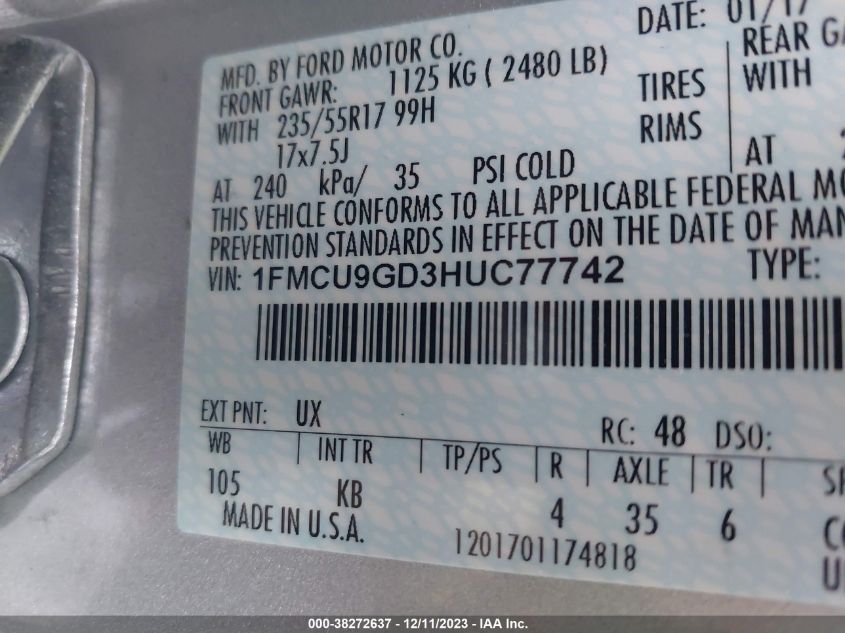 DATE: 01/17
MFD. BY FORD MOTOR CO.
FRONT GAWR: 1125 KG ( 2480 LB) REAR
WITH 235/55R17 99H TIRES WITH
17x7.5J RIMS
AT 240 kPa/ 35 PSI COLD AT
THIS VEHICLE CONFORMS TO ALL APPLICABLE FEDERAL
PREVENTION STANDARDS IN EFFECT ON THE DATE OF
VIN: 1FMCU9GD3HUC77742 TYPE:
EXT PNT: UX RC: 48 DSO:
WB INT TR TP/PS R AXLE TR
105 KB 4 35 6
MADE IN U.S.A.
1201701174818
000-38272637 - 12/11/2023 - IAA Inc.